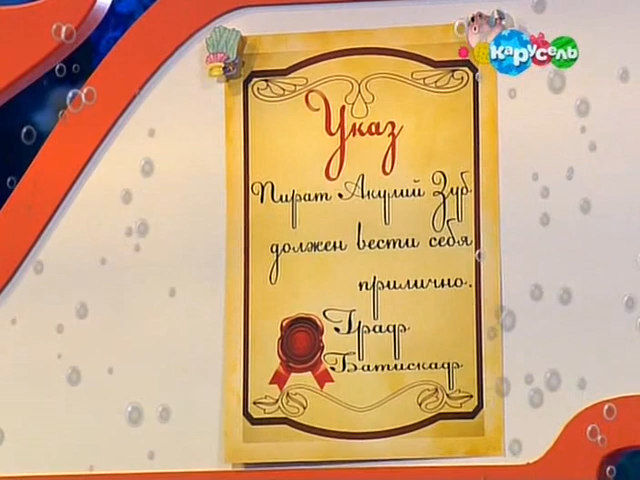 Карусель
Указ
Пират Акулий Зуб
должен вести себя
прилично.
Граф
Батискаф